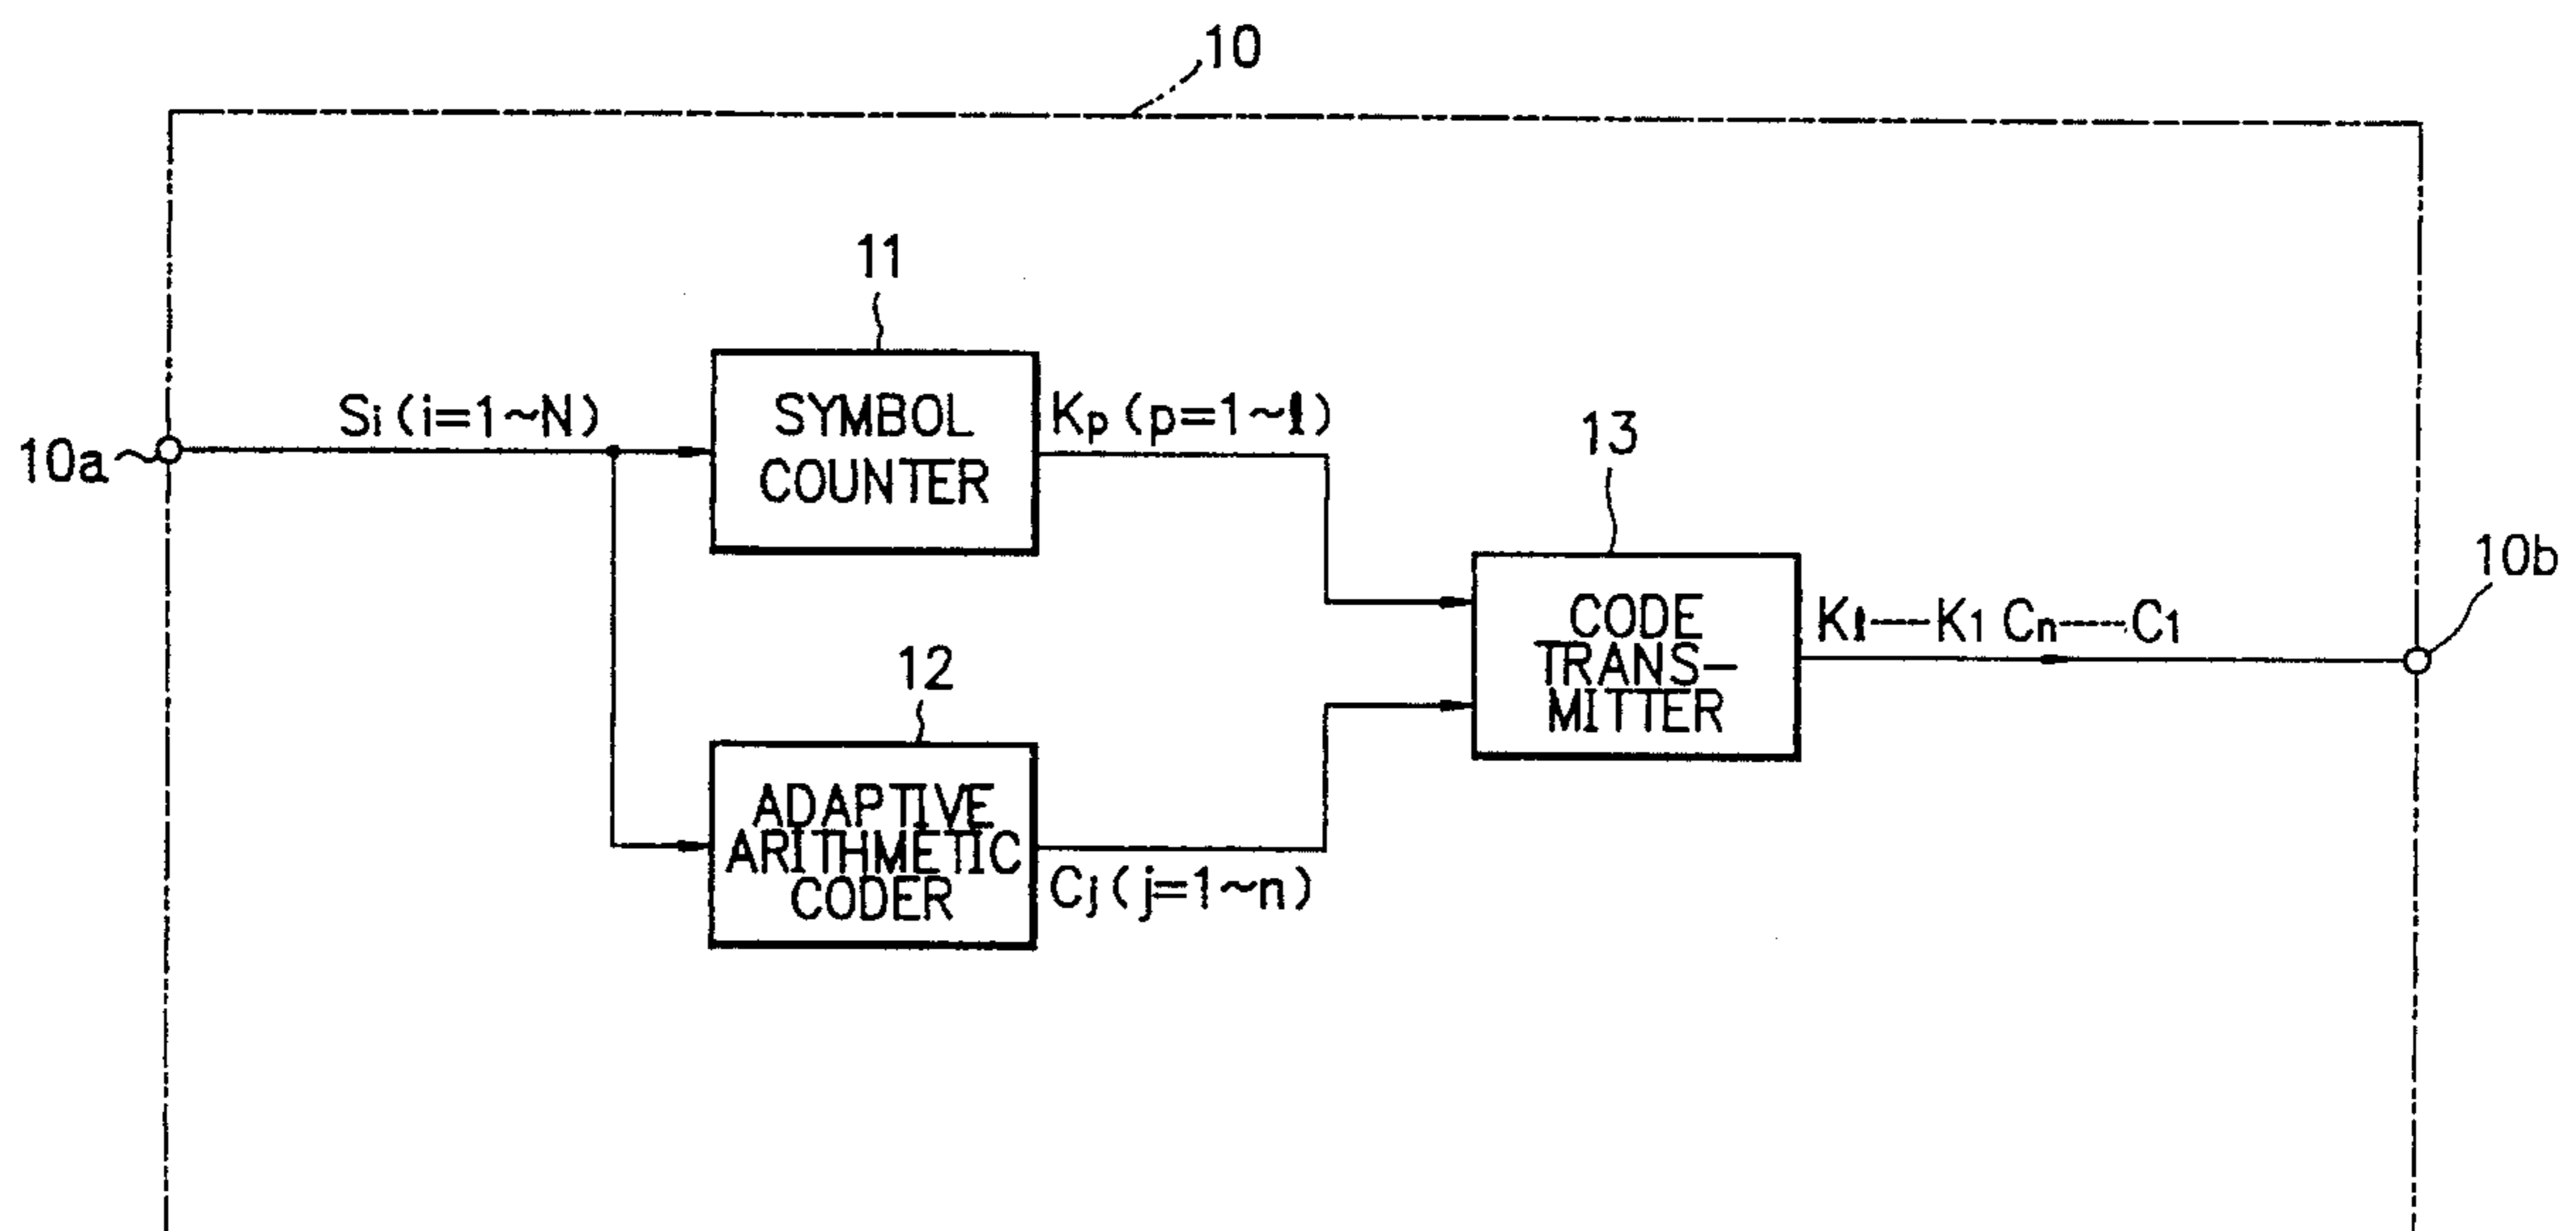 10
11
Si (i=1~N)
SYMBOL
COUNTER
Kp (p=1~l)
10a
13
CODE
TRANS-
MITTER
Kl----K1 Cn----C1
10b
12
ADAPTIVE
ARITHMETIC
CODER
Cj (j=1~n)